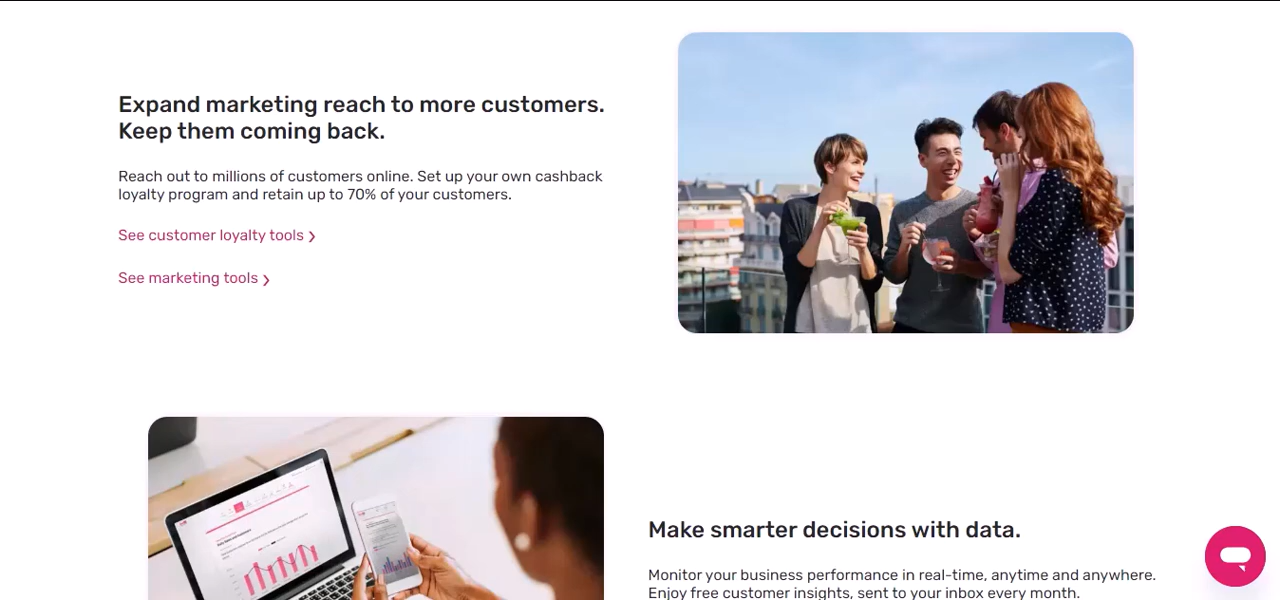 Expand marketing reach to more customers.
Keep them coming back.
Reach out to millions of customers online. Set up your own cashback
loyalty program and retain up to 70% of your customers.
See customer loyalty tools ❯
See marketing tools ❯
Make smarter decisions with data.
Monitor your business performance in real-time, anytime and anywhere.
Enjoy free customer insights, sent to your inbox every month.